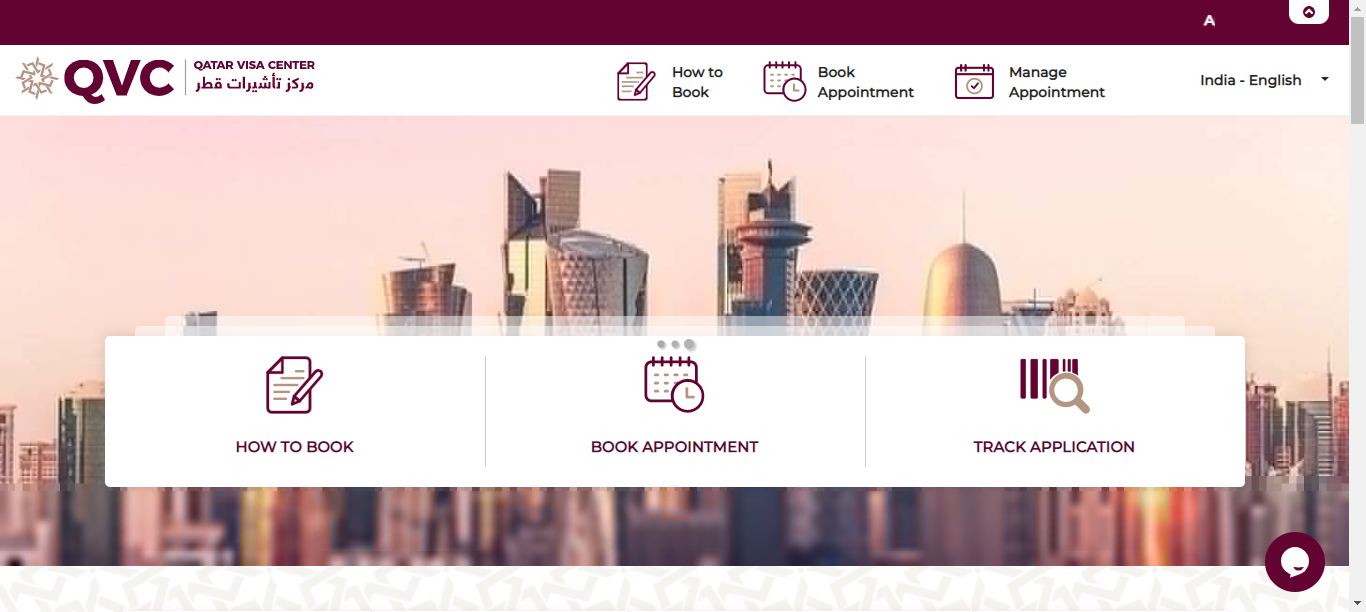 A
QVC
QATAR VISA CENTER
مركز تأشيرات قطر
How to
Book
Book
Appointment
Manage
Appointment
India - English
HOW TO BOOK
BOOK APPOINTMENT
TRACK APPLICATION